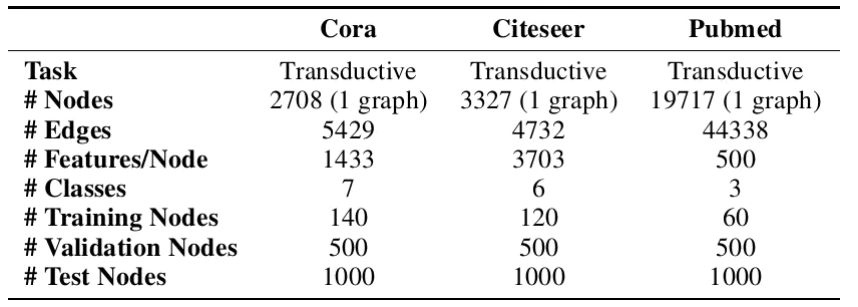 Cora Citeseer Pubmed
Task Transductive Transductive Transductive
# Nodes 2708 (1 graph) 3327 (1 graph) 19717 (1 graph)
# Edges 5429 4732 44338
# Features/Node 1433 3703 500
# Classes 7 6 3
# Training Nodes 140 120 60
# Validation Nodes 500 500 500
# Test Nodes 1000 1000 1000